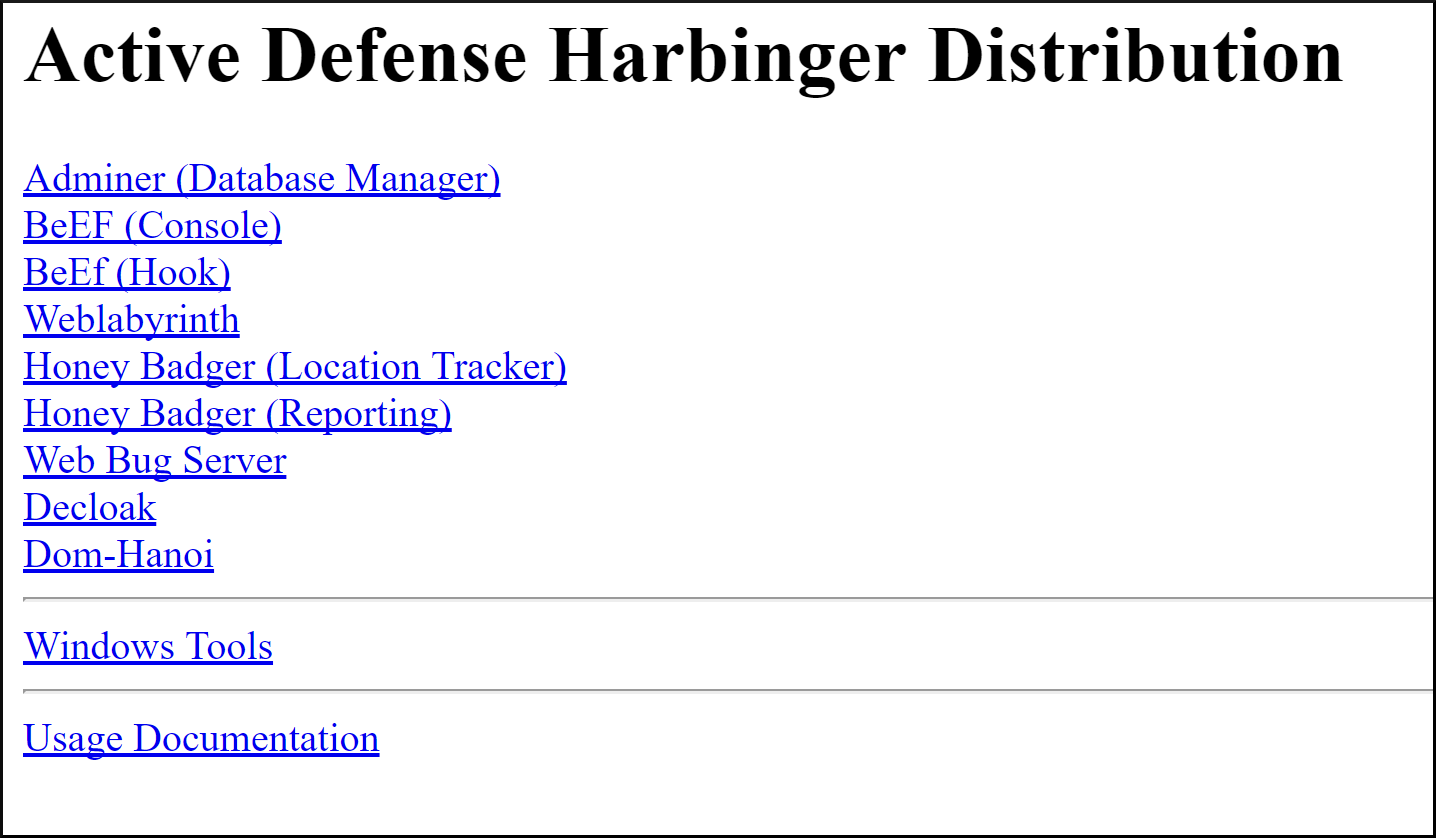 Active Defense Harbinger Distribution
Adminer (Database Manager)
BeEF (Console)
BeEf (Hook)
Weblabyrinth
Honey Badger (Location Tracker)
Honey Badger (Reporting)
Web Bug Server
Decloak
Dom-Hanoi
Windows Tools
Usage Documentation